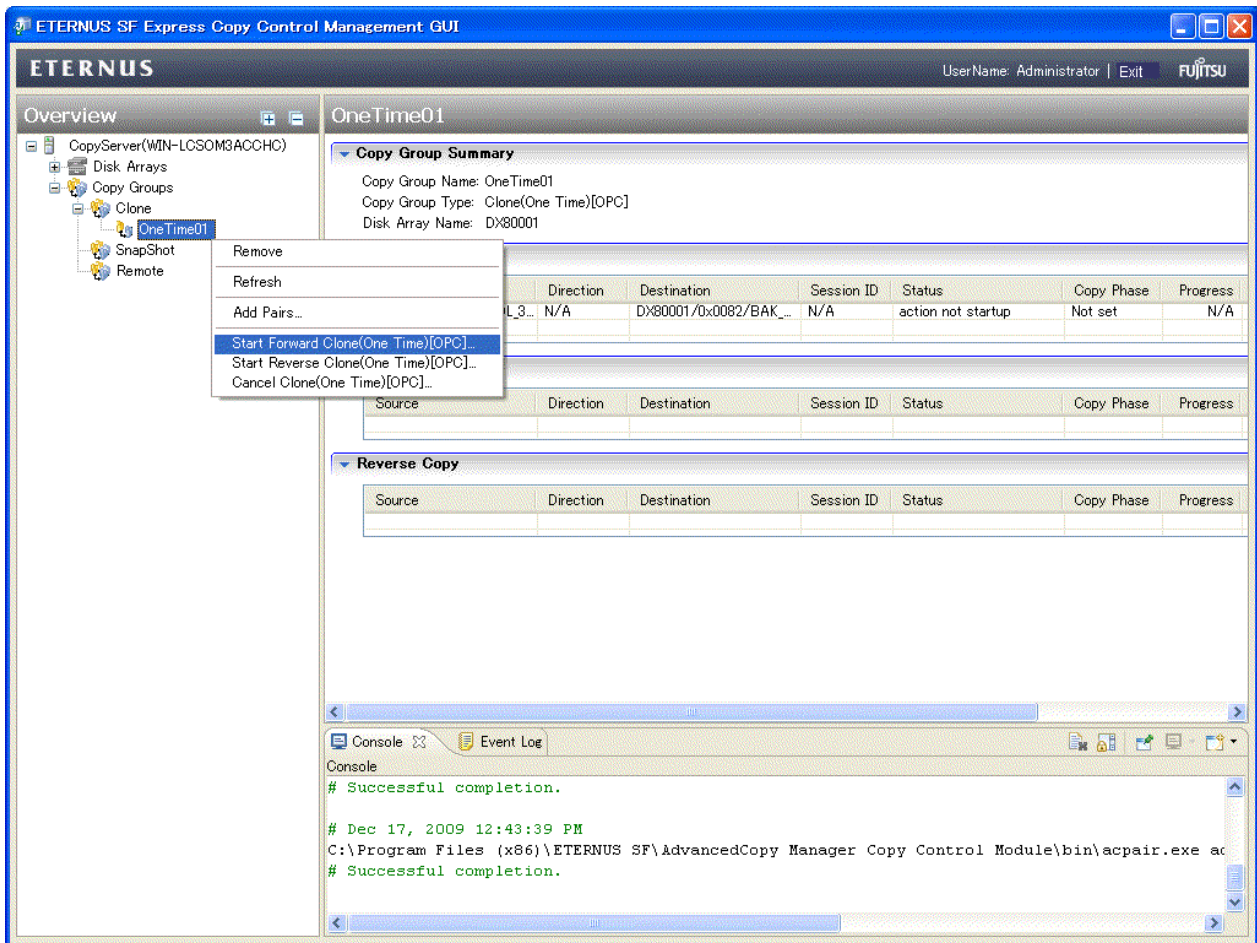 ETERNUS SF Express Copy Control Management GUI
ETERNUS
UserName: Administrator | Exit
FUJITSU
Overview
CopyServer(WIN-LCSOM3ACCHC)
Disk Arrays
Copy Groups
Clone
OneTime01
SnapShot
Remote
Remove
Refresh
Add Pairs...
Start Forward Clone(One Time)[OPC]...
Start Reverse Clone(One Time)[OPC]...
Cancel Clone(One Time)[OPC]...
OneTime01
Copy Group Summary
Copy Group Name: OneTime01
Copy Group Type: Clone(One Time)[OPC]
Disk Array Name: DX80001
Direction Destination Session ID Status Copy Phase Progress
L_3... N/A DX80001/0x0082/BAK_... N/A action not startup Not set N/A
Source Direction Destination Session ID Status Copy Phase Progress
Reverse Copy
Source Direction Destination Session ID Status Copy Phase Progress
Console Event Log
Console
# Successful completion.
# Dec 17, 2009 12:43:39 PM
C:\Program Files (x86)\ETERNUS SF\AdvancedCopy Manager Copy Control Module\bin\acpair.exe ad
# Successful completion.